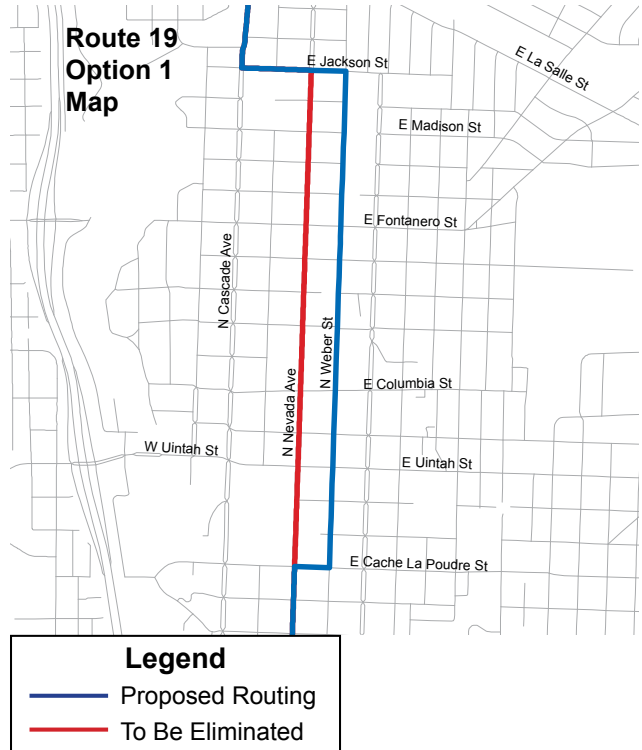 Route 19
Option 1
Map
E Jackson St
E La Salle St
E Madison St
E Fontanero St
N Cascade Ave
N Weber St
N Nevada Ave
E Columbia St
W Uintah St
E Uintah St
E Cache La Poudre St
Legend
Proposed Routing
To Be Eliminated